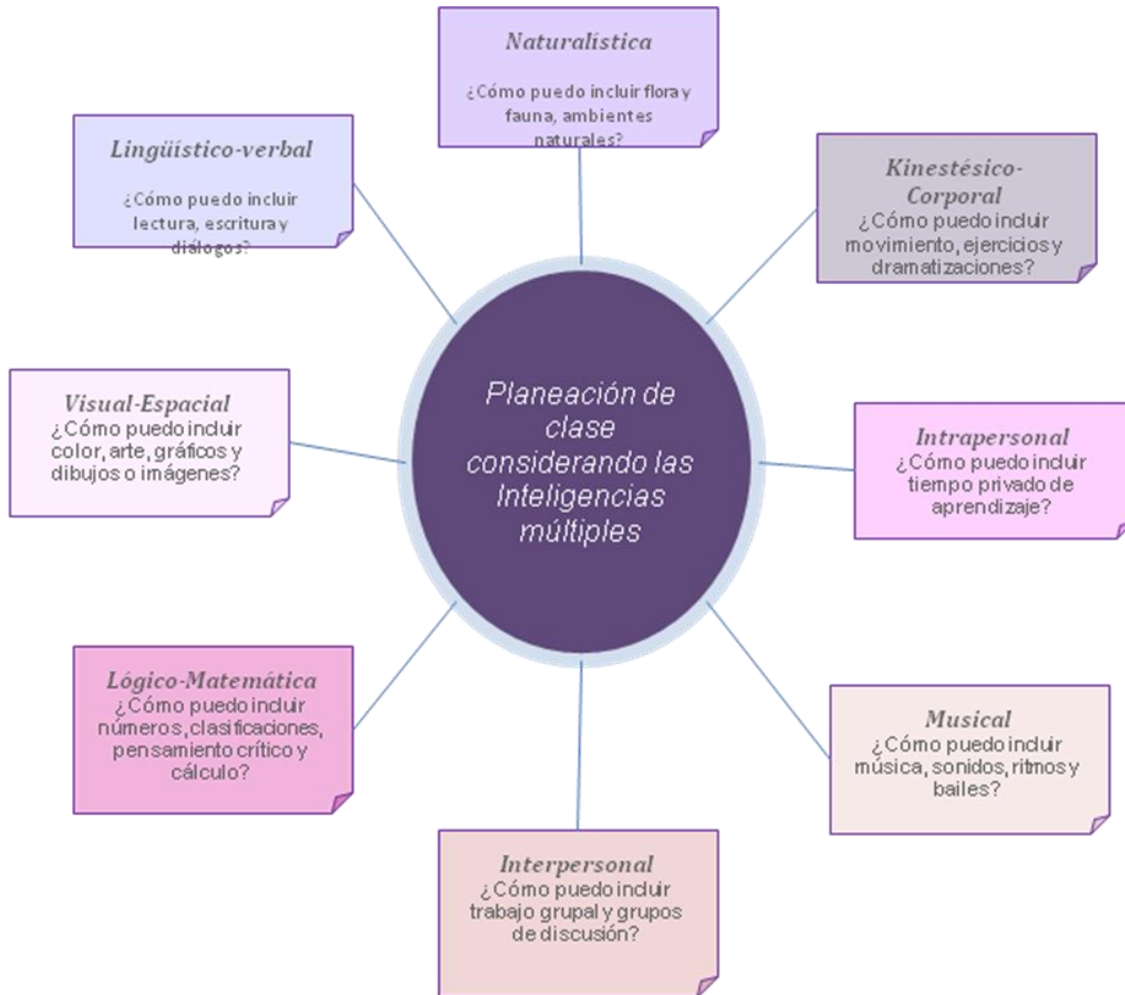 Naturalística
¿Cómo puedo incluir flora y
fauna, ambientes
naturales?
Lingüístico-verbal
¿Cómo puedo incluir
lectura, escritura y
diálogos?
Kinestésico-
Corporal
¿Cómo puedo incluir
movimiento, ejercicios y
dramatizaciones?
Visual-Espacial
¿Cómo puedo incluir
color, arte, gráficos y
dibujos o imágenes?
Planeación de
clase
considerando las
Inteligencias
múltiples
Intrapersonal
¿Cómo puedo incluir
tiempo privado de
aprendizaje?
Lógico-Matemática
¿Cómo puedo incluir
números, clasificaciones,
pensamiento crítico y
cálculo?
Musical
¿Cómo puedo incluir
música, sonidos, ritmos y
bailes?
Interpersonal
¿Cómo puedo incluir
trabajo grupal y grupos
de discusión?